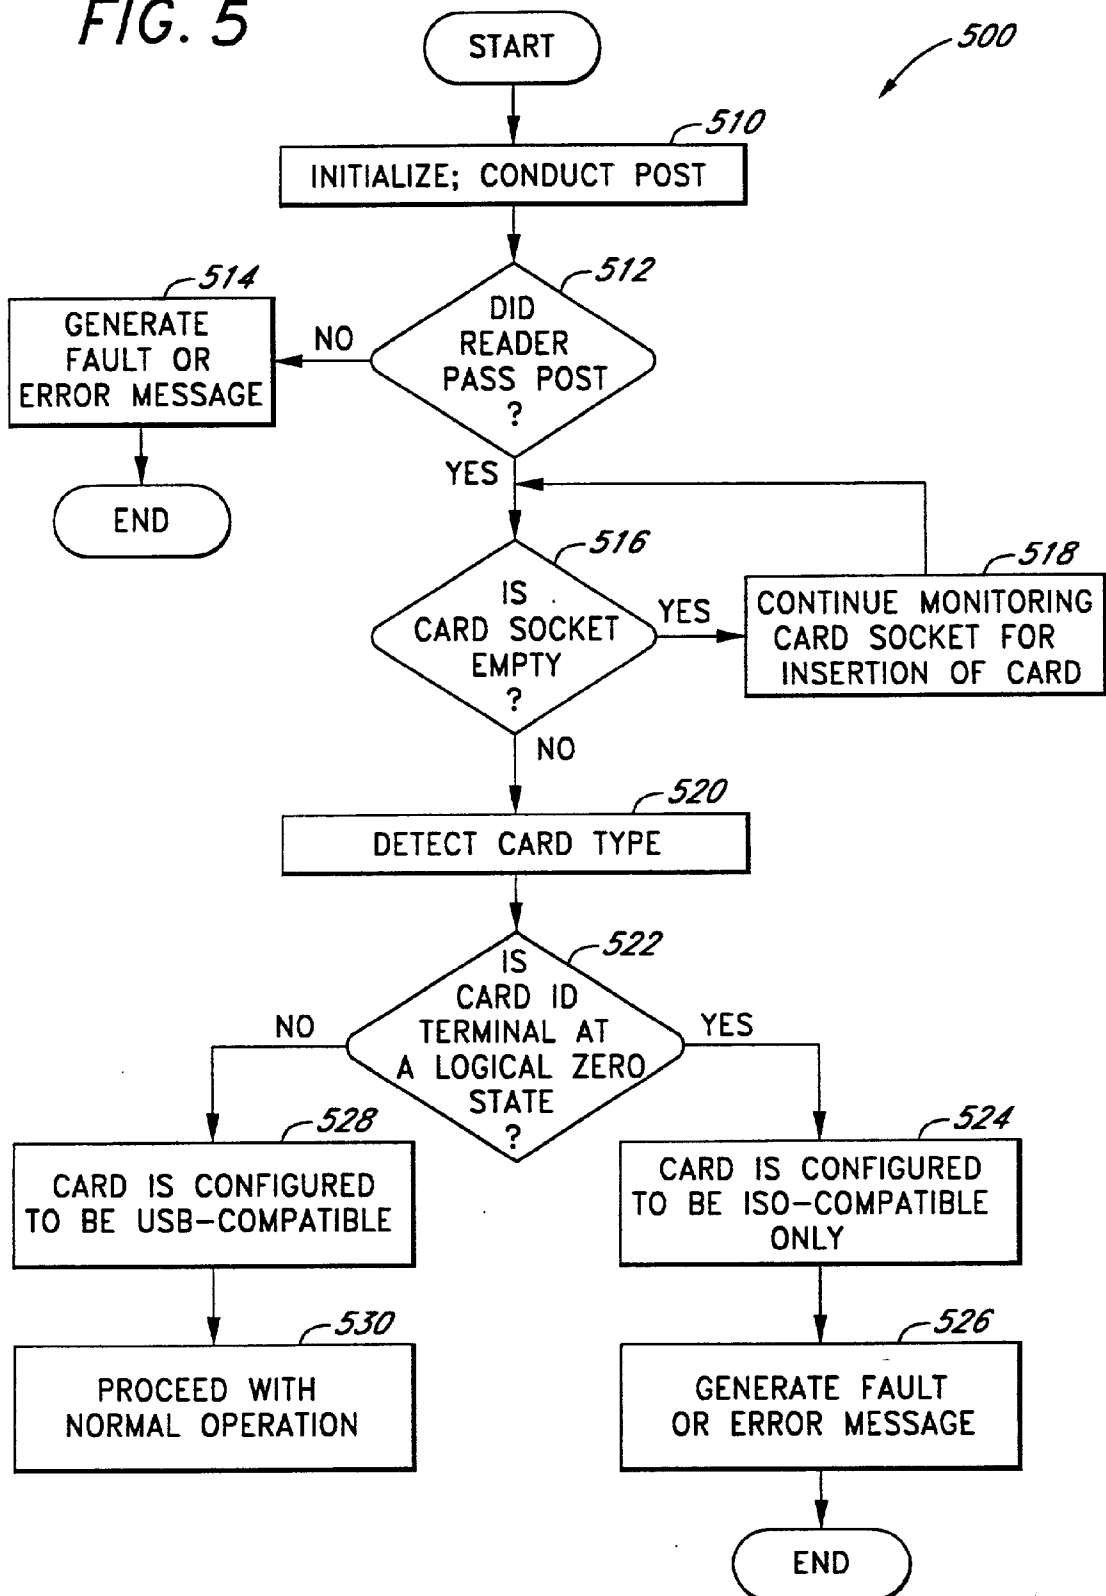 FIG. 5
START
500
510
INITIALIZE; CONDUCT POST
512
DID
READER
PASS POST
?
NO
514
GENERATE
FAULT OR
ERROR MESSAGE
END
YES
516
IS
CARD SOCKET
EMPTY
?
YES
518
CONTINUE MONITORING
CARD SOCKET FOR
INSERTION OF CARD
NO
520
DETECT CARD TYPE
522
IS
CARD ID
TERMINAL AT
A LOGICAL ZERO
STATE
?
NO
YES
528
CARD IS CONFIGURED
TO BE USB-COMPATIBLE
524
CARD IS CONFIGURED
TO BE ISO-COMPATIBLE
ONLY
530
PROCEED WITH
NORMAL OPERATION
526
GENERATE FAULT
OR ERROR MESSAGE
END